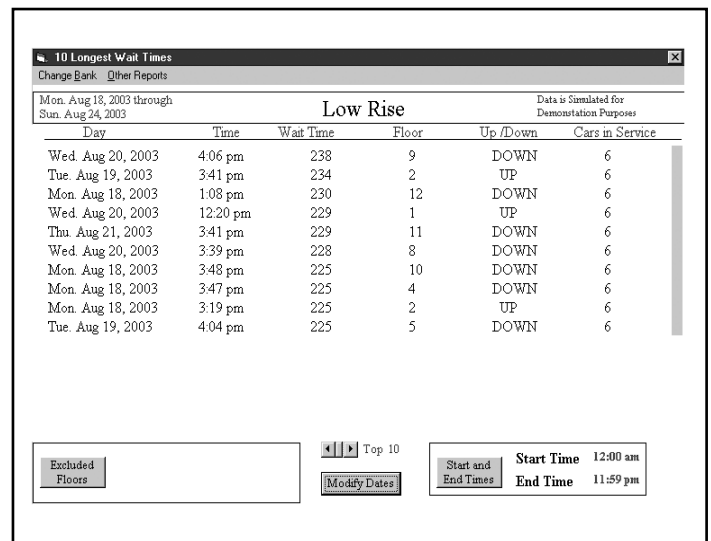 10 Longest Wait Times
Change Bank Other Reports
Mon. Aug 18, 2003 through
Sun. Aug 24, 2003
Low Rise
Data is Simulated for
Demonstation Purposes
Day Time Wait Time Floor Up /Down Cars in Service
Wed. Aug 20, 2003 4:06 pm 238 9 DOWN 6
Tue. Aug 19, 2003 3:41 pm 234 2 UP 6
Mon. Aug 18, 2003 1:08 pm 230 12 DOWN 6
Wed. Aug 20, 2003 12:20 pm 229 1 UP 6
Thu. Aug 21, 2003 3:41 pm 229 11 DOWN 6
Wed. Aug 20, 2003 3:39 pm 228 8 DOWN 6
Mon. Aug 18, 2003 3:48 pm 225 10 DOWN 6
Mon. Aug 18, 2003 3:47 pm 225 4 DOWN 6
Mon. Aug 18, 2003 3:19 pm 225 2 UP 6
Tue. Aug 19, 2003 4:04 pm 225 5 DOWN 6
Excluded
Floors
Top 10
Modify Dates
Start and
End Times
Start Time 12:00 am
End Time 11:59 pm